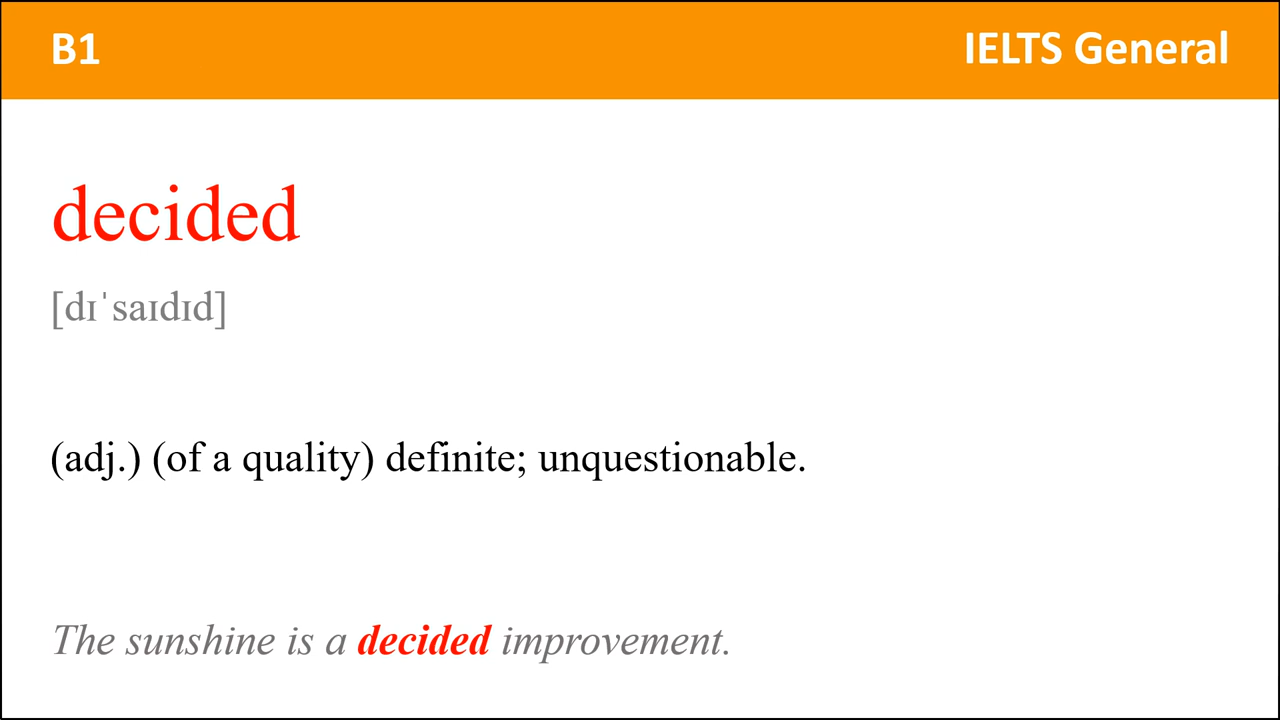 B1
IELTS General
decided
[dɪˈsaɪdɪd]
(adj.) (of a quality) definite; unquestionable.
The sunshine is a decided improvement.